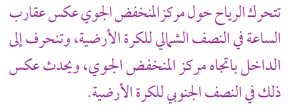 تتحرك الرياح حول مركز المنخفض الجوي عكس عقارب
الساعة في النصف الشمالي للكرة الأرضية، وتنحرف إلى
الداخل باتجاه مركز المنخفض الجوي، ويحدث عكس
ذلك في النصف الجنوبي للكرة الأرضية.